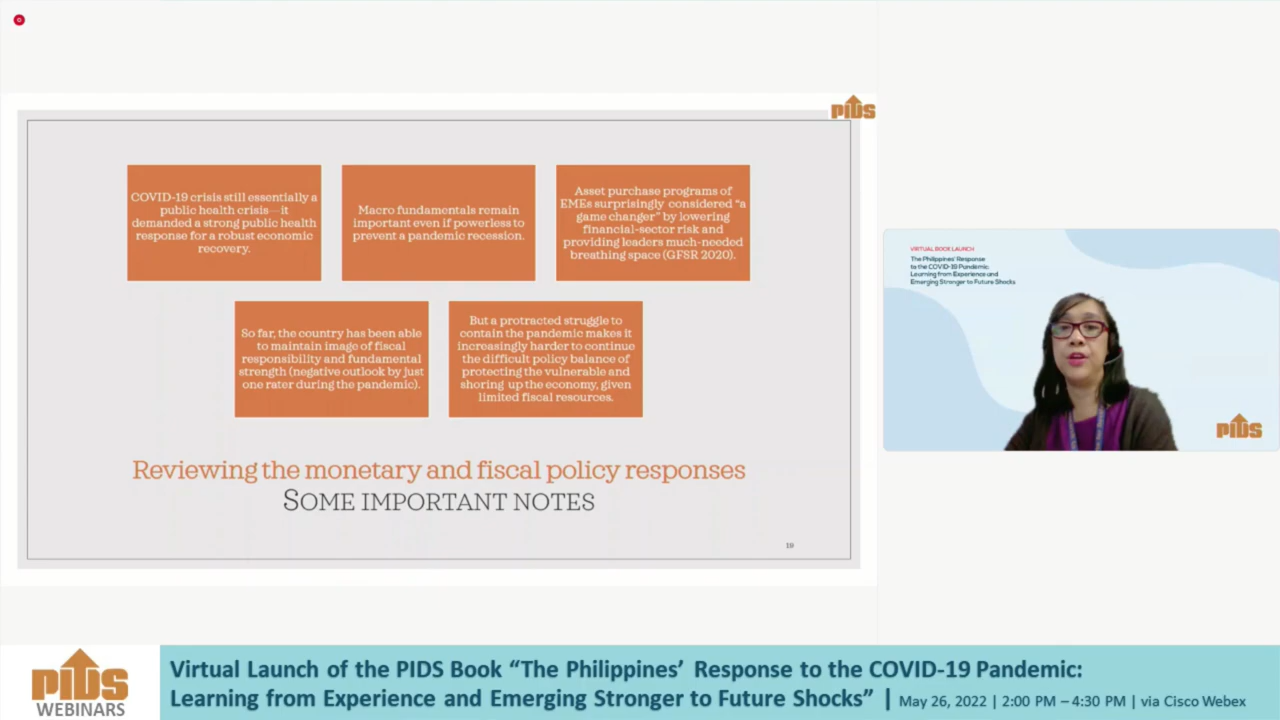 PIDS
COVID-19 crisis still essentially a
public health crisis—it
demanded a strong public health
response for a robust economic
recovery.
Macro fundamentals remain
important even if powerless to
prevent a pandemic recession.
Asset purchase programs of
EMEs surprisingly considered “a
game changer” by lowering
financial-sector risk and
providing leaders much-needed
breathing space (GFSR 2020).
So far, the country has been able
to maintain image of fiscal
responsibility and fundamental
strength (negative outlook by just
one rater during the pandemic).
But a protracted struggle to
contain the pandemic makes it
increasingly harder to continue
the difficult policy balance of
protecting the vulnerable and
shoring up the economy, given
limited fiscal resources.
Reviewing the monetary and fiscal policy responses
SOME IMPORTANT NOTES
19
VIRTUAL BOOK LAUNCH
The Philippines' Response
to the COVID-19 Pandemic:
Learning from Experience and
Emerging Stronger to Future Shocks
PIDS
PIDS
WEBINARS
Virtual Launch of the PIDS Book “The Philippines’ Response to the COVID-19 Pandemic:
Learning from Experience and Emerging Stronger to Future Shocks” | May 26, 2022 | 2:00 PM – 4:30 PM | via Cisco Webex